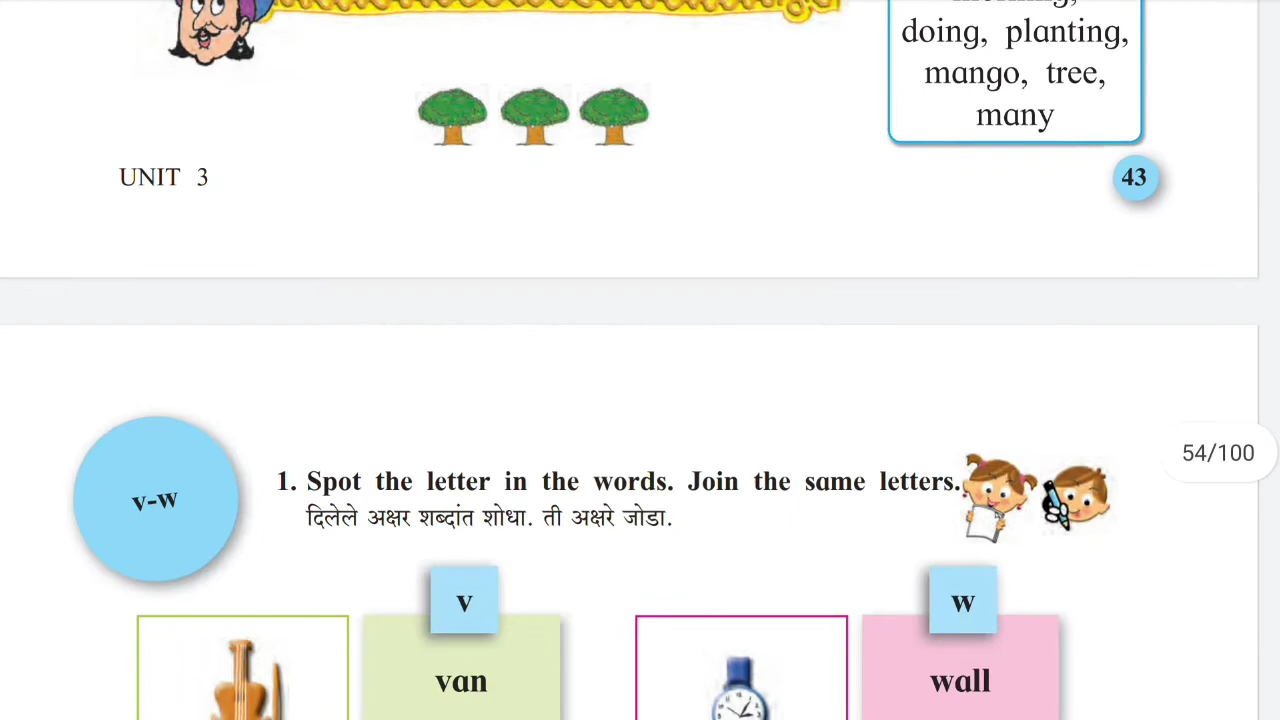 doing, planting,
mango, tree,
many
UNIT 3
43
54/100
v-w
1. Spot the letter in the words. Join the same letters.
दिलेले अक्षर शब्दांत शोधा. ती अक्षरे जोडा.
v
w
van
wall